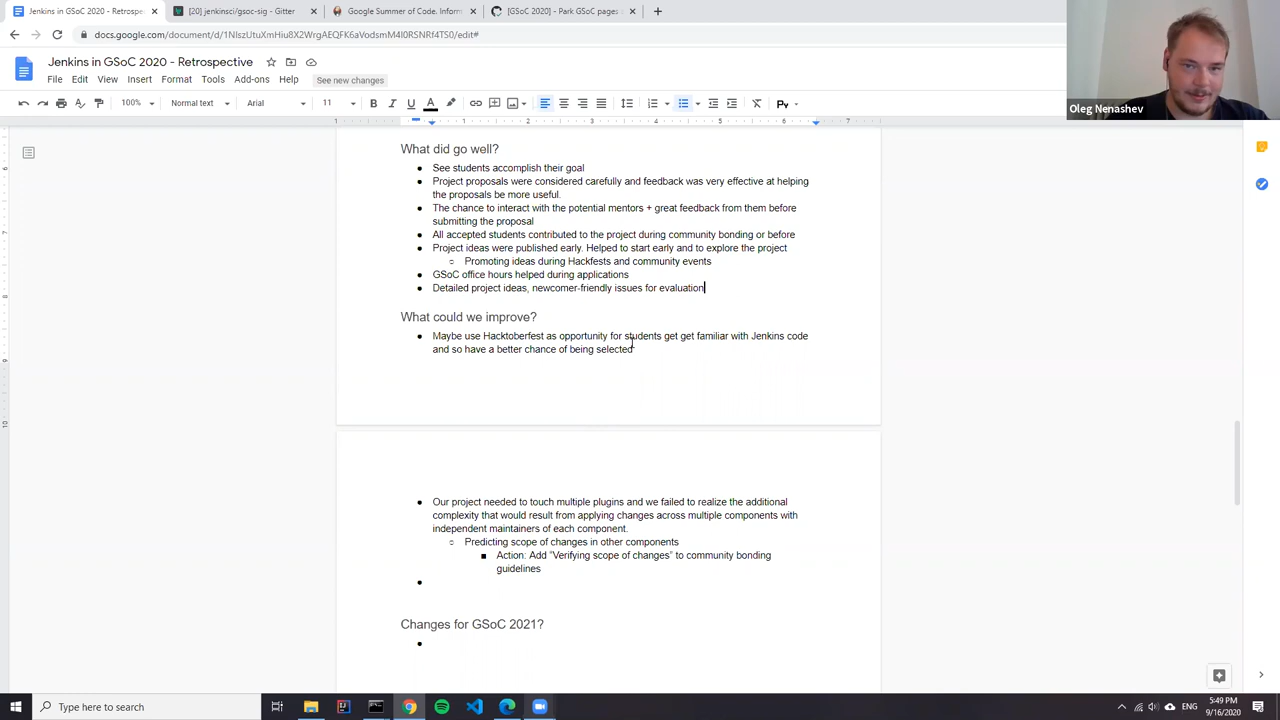 Jenkins in GSoC 2020 - Retrospe
[20] jenkinsci/gsoc-sig - Gitter
Google Summer of Code. Inform
[GSoC 2020] - Park GSoC pages
docs.google.com/document/d/1NIszUtuXmHiu8X2WrgAEQFK6aVodsmM4I0RSNRf4TS0/edit#
Jenkins in GSoC 2020 - Retrospective
File Edit View Insert Format Tools Add-ons Help See new changes
100% Normal text Arial 11
1 1 2 3 4 5 6 7
Oleg Nenashev
What did go well?
See students accomplish their goal
Project proposals were considered carefully and feedback was very effective at helping
the proposals be more useful.
The chance to interact with the potential mentors + great feedback from them before
submitting the proposal
All accepted students contributed to the project during community bonding or before
Project ideas were published early. Helped to start early and to explore the project
Promoting ideas during Hackfests and community events
GSoC office hours helped during applications
Detailed project ideas, newcomer-friendly issues for evaluation
What could we improve?
Maybe use Hacktoberfest as opportunity for students get get familiar with Jenkins code
and so have a better chance of being selected
Our project needed to touch multiple plugins and we failed to realize the additional
complexity that would result from applying changes across multiple components with
independent maintainers of each component.
Predicting scope of changes in other components
Action: Add "Verifying scope of changes" to community bonding
guidelines
Changes for GSoC 2021?
Type here to search
5:49 PM
9/16/2020